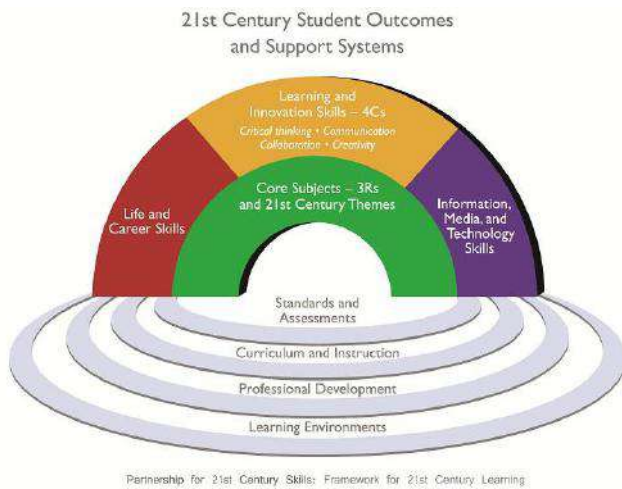 21st Century Student Outcomes
and Support Systems
Learning and
Innovation Skills – 4Cs
Critical thinking • Communication
Collaboration • Creativity
Core Subjects – 3Rs
and 21st Century Themes
Life and
Career Skills
Information,
Media, and
Technology
Skills
Standards and
Assessments
Curriculum and Instruction
Professional Development
Learning Environments
Partnership for 21st Century Skills: Framework for 21st Century Learning